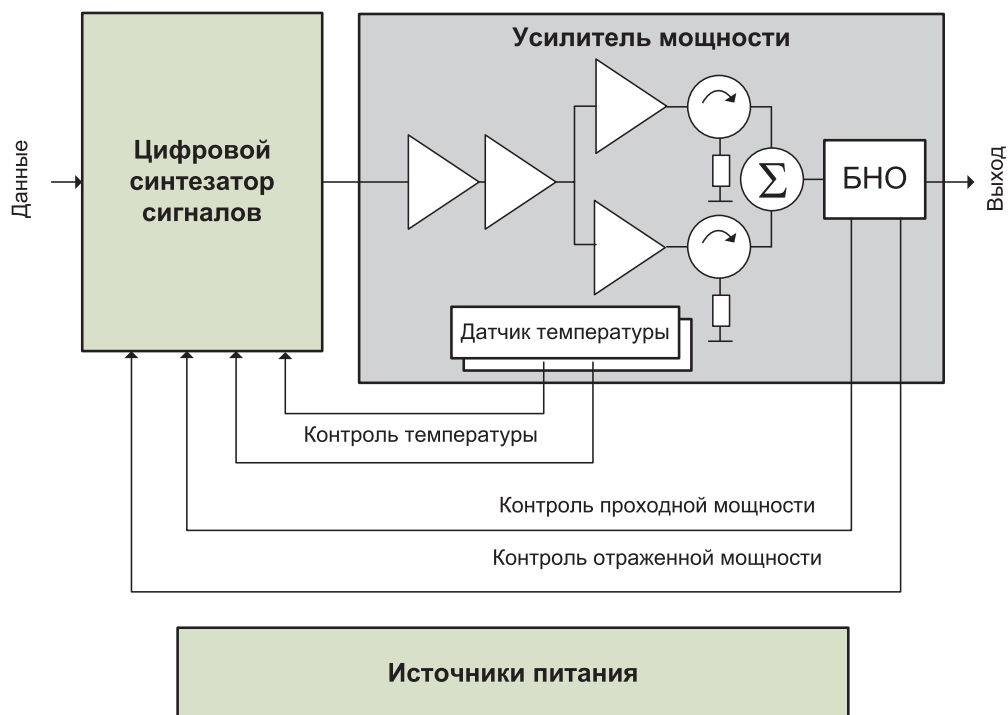 Усилитель мощности
Данные
Цифровой
синтезатор
сигналов
Σ
БНО
Выход
Датчик температуры
Контроль температуры
Контроль проходной мощности
Контроль отраженной мощности
Источники питания